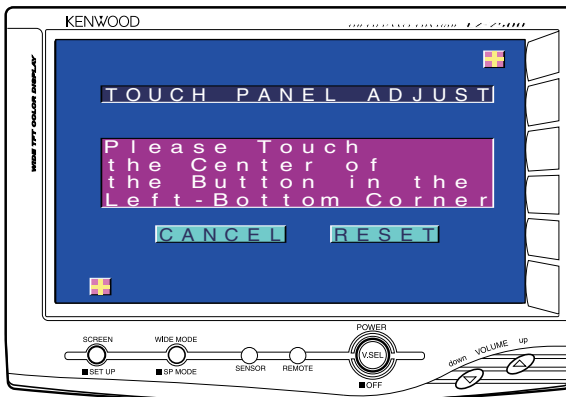 KENWOOD
WIDE TFT COLOR DISPLAY
TOUCH PANEL ADJUST
Please Touch
the Center of
the Button in the
Left-Bottom Corner
CANCEL RESET
POWER
SCREEN WIDE MODE
V.SEL
down VOLUME up
■SET UP ■SP MODE SENSOR REMOTE
■OFF